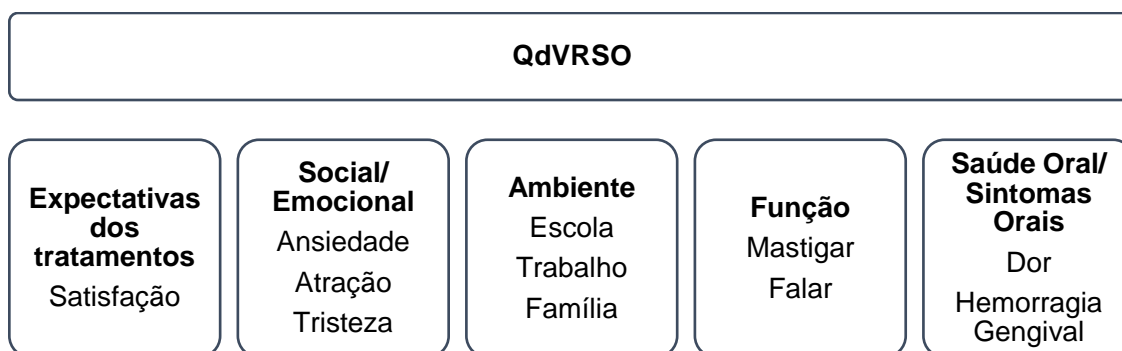 QdVRSO
Expectativas
dos
tratamentos
Satisfação
Social/
Emocional
Ansiedade
Atração
Tristeza
Ambiente
Escola
Trabalho
Família
Função
Mastigar
Falar
Saúde Oral/
Sintomas
Orais
Dor
Hemorragia
Gengival